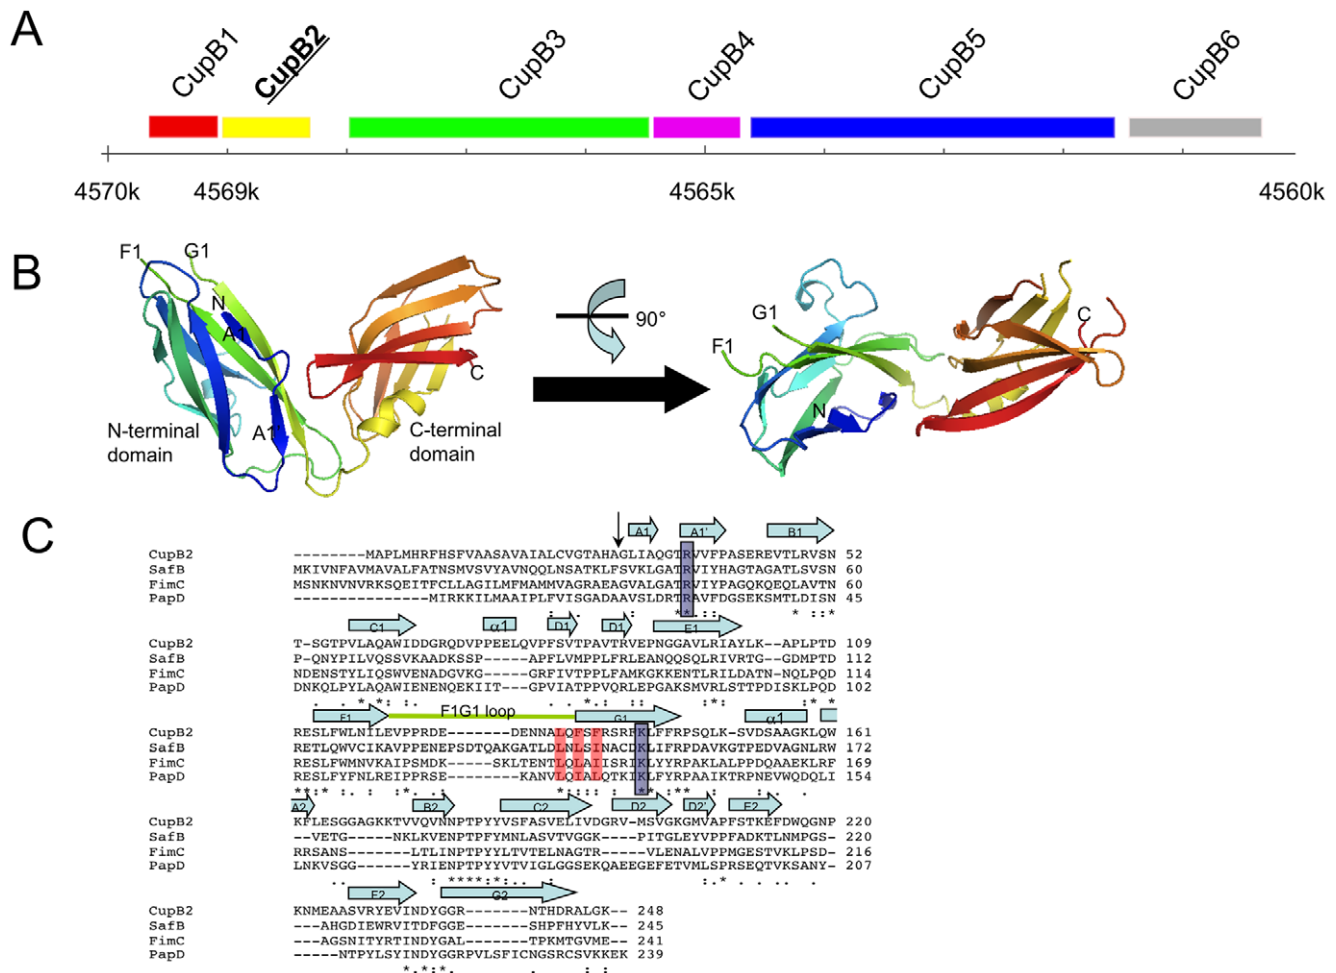 A
CupB1
CupB2
CupB3
CupB4
CupB5
CupB6
4570k
4569k
4565k
4560k
B
F1
G1
N
A1
A1'
C
N-terminal domain
C-terminal domain
90°
G1
F1
N
C
C
A1
A1'
B1
CupB2 ---------MAPLMHRFHSFVAASAVAIALCVGTAHAGLIAQGTRVVFPASEREVTLRVSN 52
SafB MKIVNFAVMAVALFATNSMVSVYAVNQQLNSATKLFSVKLGATRVIYHAGTAGATLSVSN 60
FimC MSNKNVNVRKSQEITFCLLAGILMFMAMMVAGRAEAGVALGATRVIYPAGQKQEQLAVTN 60
PapD ---------------MIRKKILMAAIPLFVISGADAAVSLDRTRAVFDGSEKSMTLDISN 45
C1
α1
D1
D1'
E1
CupB2 T-SGTPYLAQAWIDDGRQDVPPEELQVPFSVTPAVTRVEPNGGAVLRIAYLK--APLPTD 109
SafB P-QNYPILVQSSVKAADKSSP-----APFLVMPPLFRLEANQQSQLRIVRTG--GDMPTD 112
FimC NDENSTYLIQSWVENADGVKG----GRFIVTPPLFAMKGKKENTLRILDATN-NQLPQD 114
PapD DNKQLPYLAQAWIENENQEKIIT---GPVIATPPVQRLEPGAKSMVRLSTTPDISKLPQD 102
F1
F1G1 loop
G1
α1
CupB2 RESLFWLNILEVPPRDE-------DENNALQFSFRSRFKLFFRPSQLK-SVDSAAGKLQW 161
SafB RETLQWVCIKAVPPENEPSDTQAKGATLDLNLSINACDKLIFRPDAVKGTPEDVAGNLRW 172
FimC RESLFWMNVKAIPSMDK-----SKLTENTLQLAIISRIKLYYRPAKLALPPDQAAEKLRF 169
PapD RESLFYFNLREIPPRSE-------KANVLQIALQTKIKLFYRPAAIKTRPNEVWQDQLI 154
A2
B2
C2
D2
D2'
E2
CupB2 KFLESGGAGKKTVVQVNNPTPYYVSFASVELIVDGRV-MSVGKGMVAPFSTKEFDWQGNP 220
SafB --VETG-----NKLKVENPTPFYMNLASVTVGGK----PITGLEYVPPFADKTLNMPGS- 220
FimC RRSANS-------LTLINPTPYYLTVTELNAGTR-----VLENALVPPMGESTVKLPSD- 216
PapD LNKVSGG------YRIENPTPYYVTVIGLGGSEKQAEEGEFETVMLSPRSEQTVKSANY- 207
F2
G2
CupB2 KNMEAASVRYEVINDYGGR-------NTHDRALGK-- 248
SafB --AHGDIEWRVITDFGGE-------SHPFHYVLK- 245
FimC ---AGSNITYRTINDYGAL-------TPKMTGVME-- 241
PapD -----NTPYLSYINDYGGRPVLSFICNGSRCSVKKEK 239